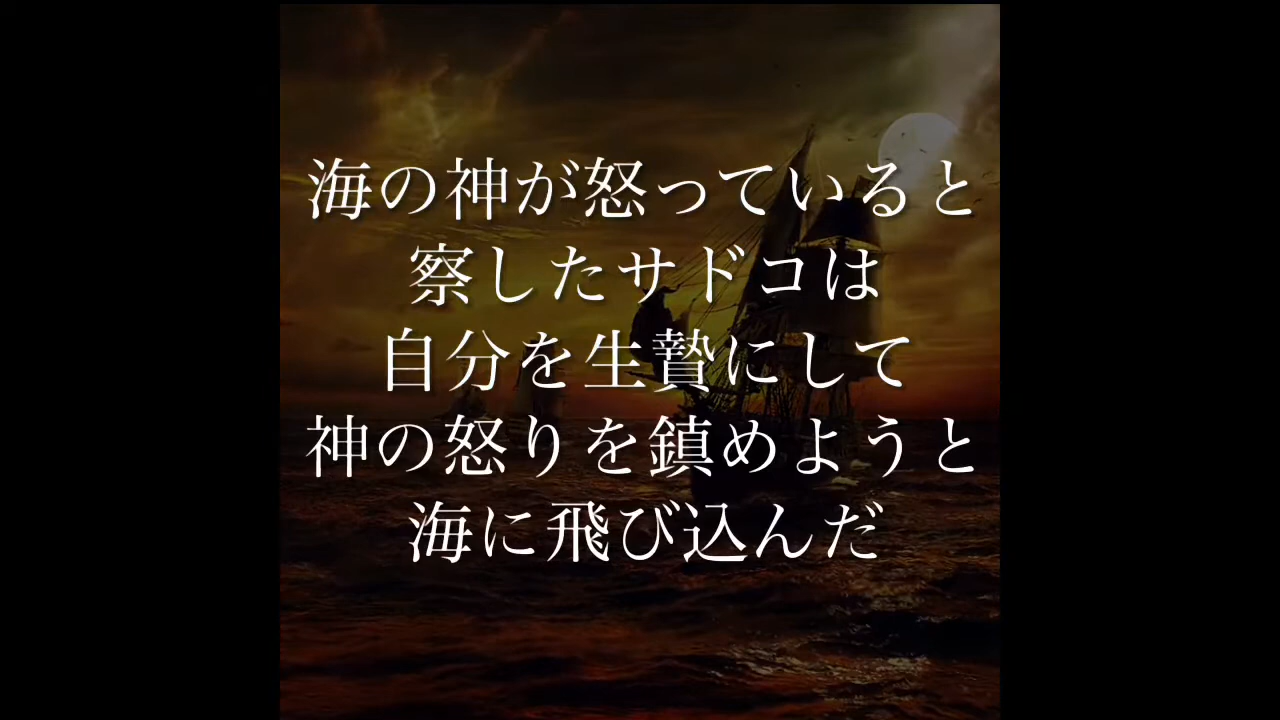 海の神が怒っていると
察したサドコは
自分を生贄にして
神の怒りを鎮めようと
海に飛び込んだ